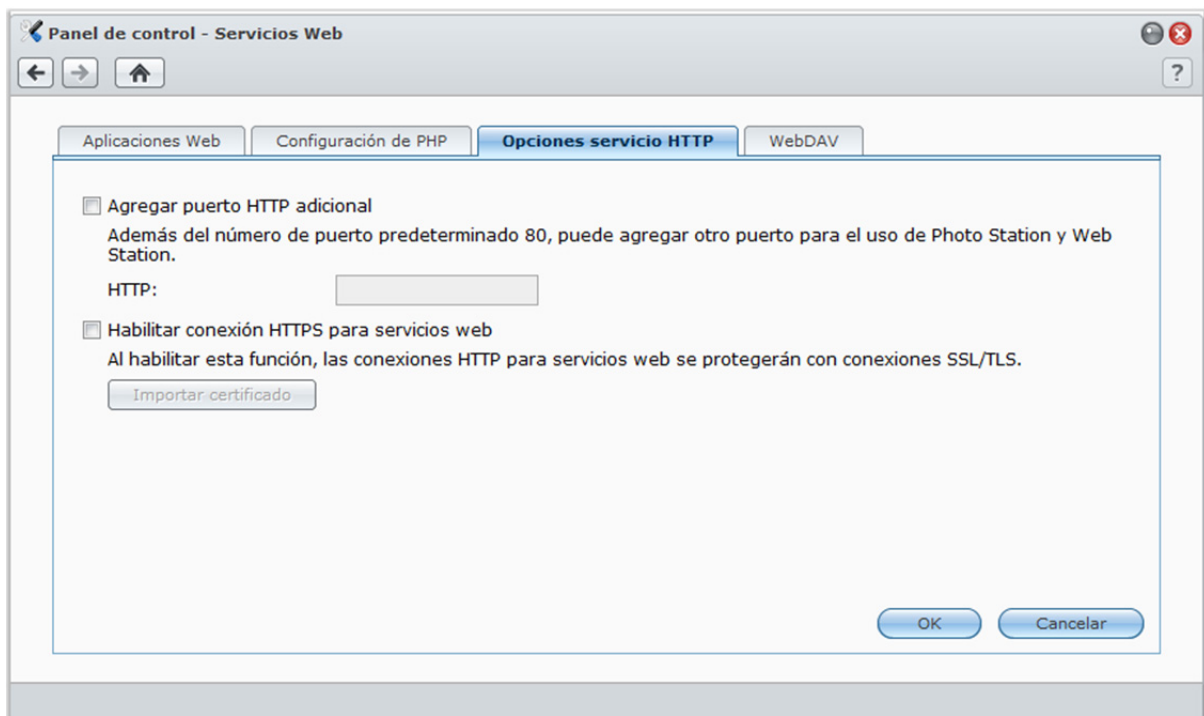 Panel de control - Servicios Web
?
Aplicaciones Web
Configuración de PHP
Opciones servicio HTTP
WebDAV
Agregar puerto HTTP adicional
Además del número de puerto predeterminado 80, puede agregar otro puerto para el uso de Photo Station y Web
Station.
HTTP:
Habilitar conexión HTTPS para servicios web
Al habilitar esta función, las conexiones HTTP para servicios web se protegerán con conexiones SSL/TLS.
Importar certificado
OK
Cancelar